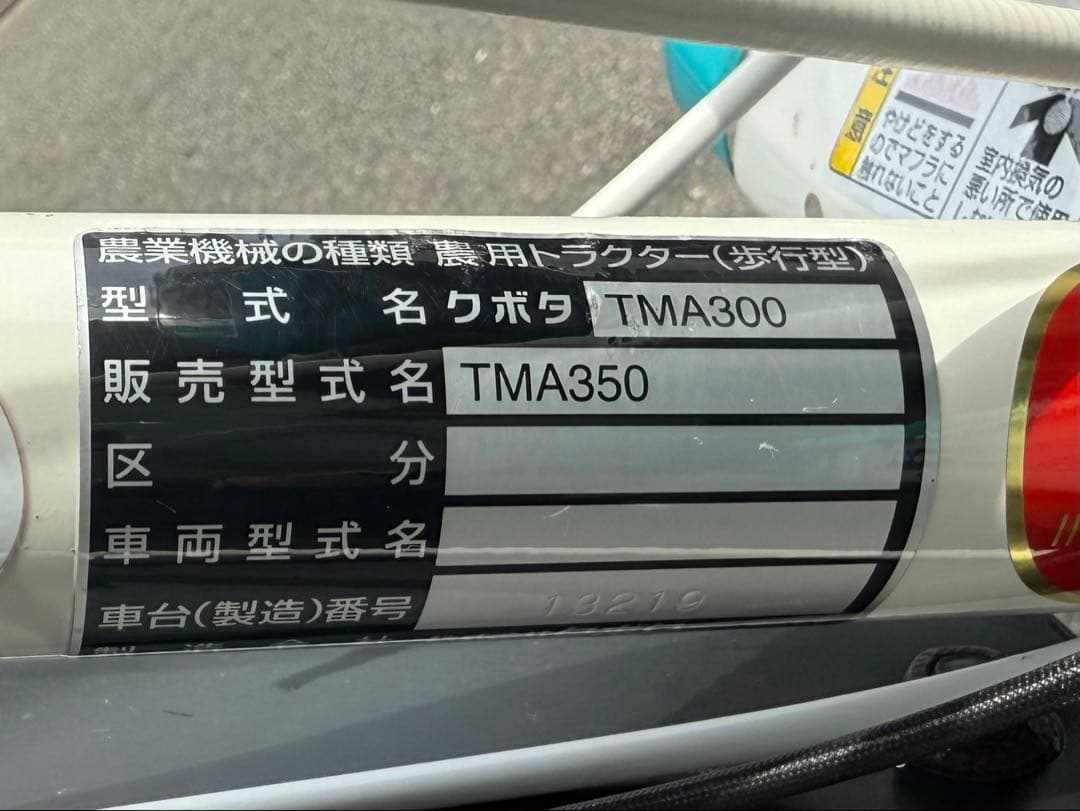 農業機械の種類 農用トラクター(歩行型)
型式名 クボタ TMA300
販売型式名 TMA350
区分
車両型式名
車台(製造)番号 13219
やけどをする
のでマフラに
触れないこと
室内換気の
悪い所で使用